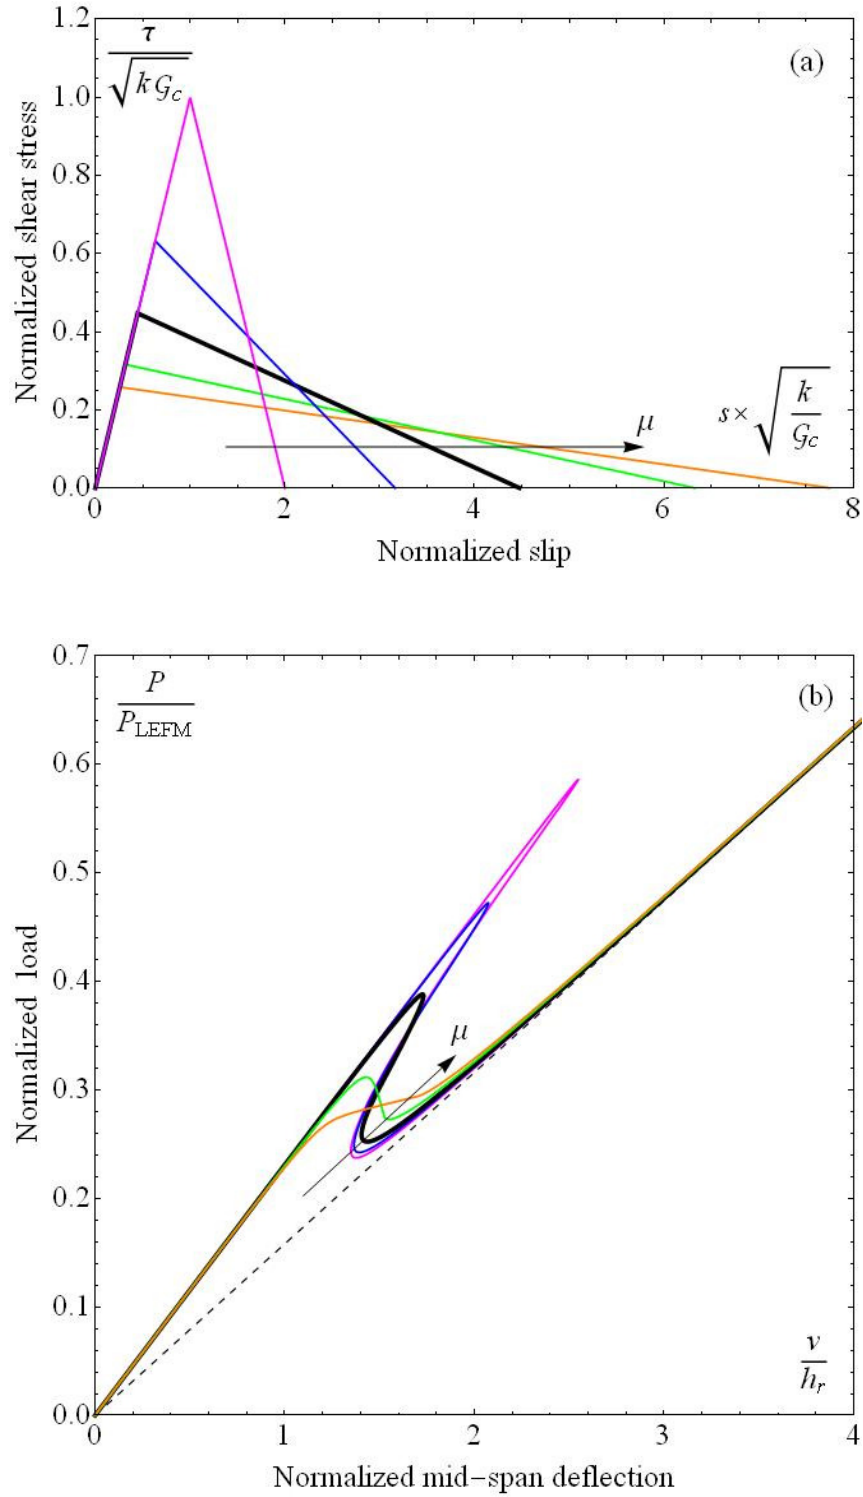 1.2
τ
√k𝒢c
(a)
1.0
0.8
0.6
0.4
0.2
0.0
Normalized shear stress
μ
s×√k
𝒢c
0
2
4
6
8
Normalized slip
0.7
P
PLEFM
(b)
0.6
0.5
0.4
0.3
0.2
0.1
0.0
Normalized load
μ
v
hr
0
1
2
3
4
Normalized mid-span deflection